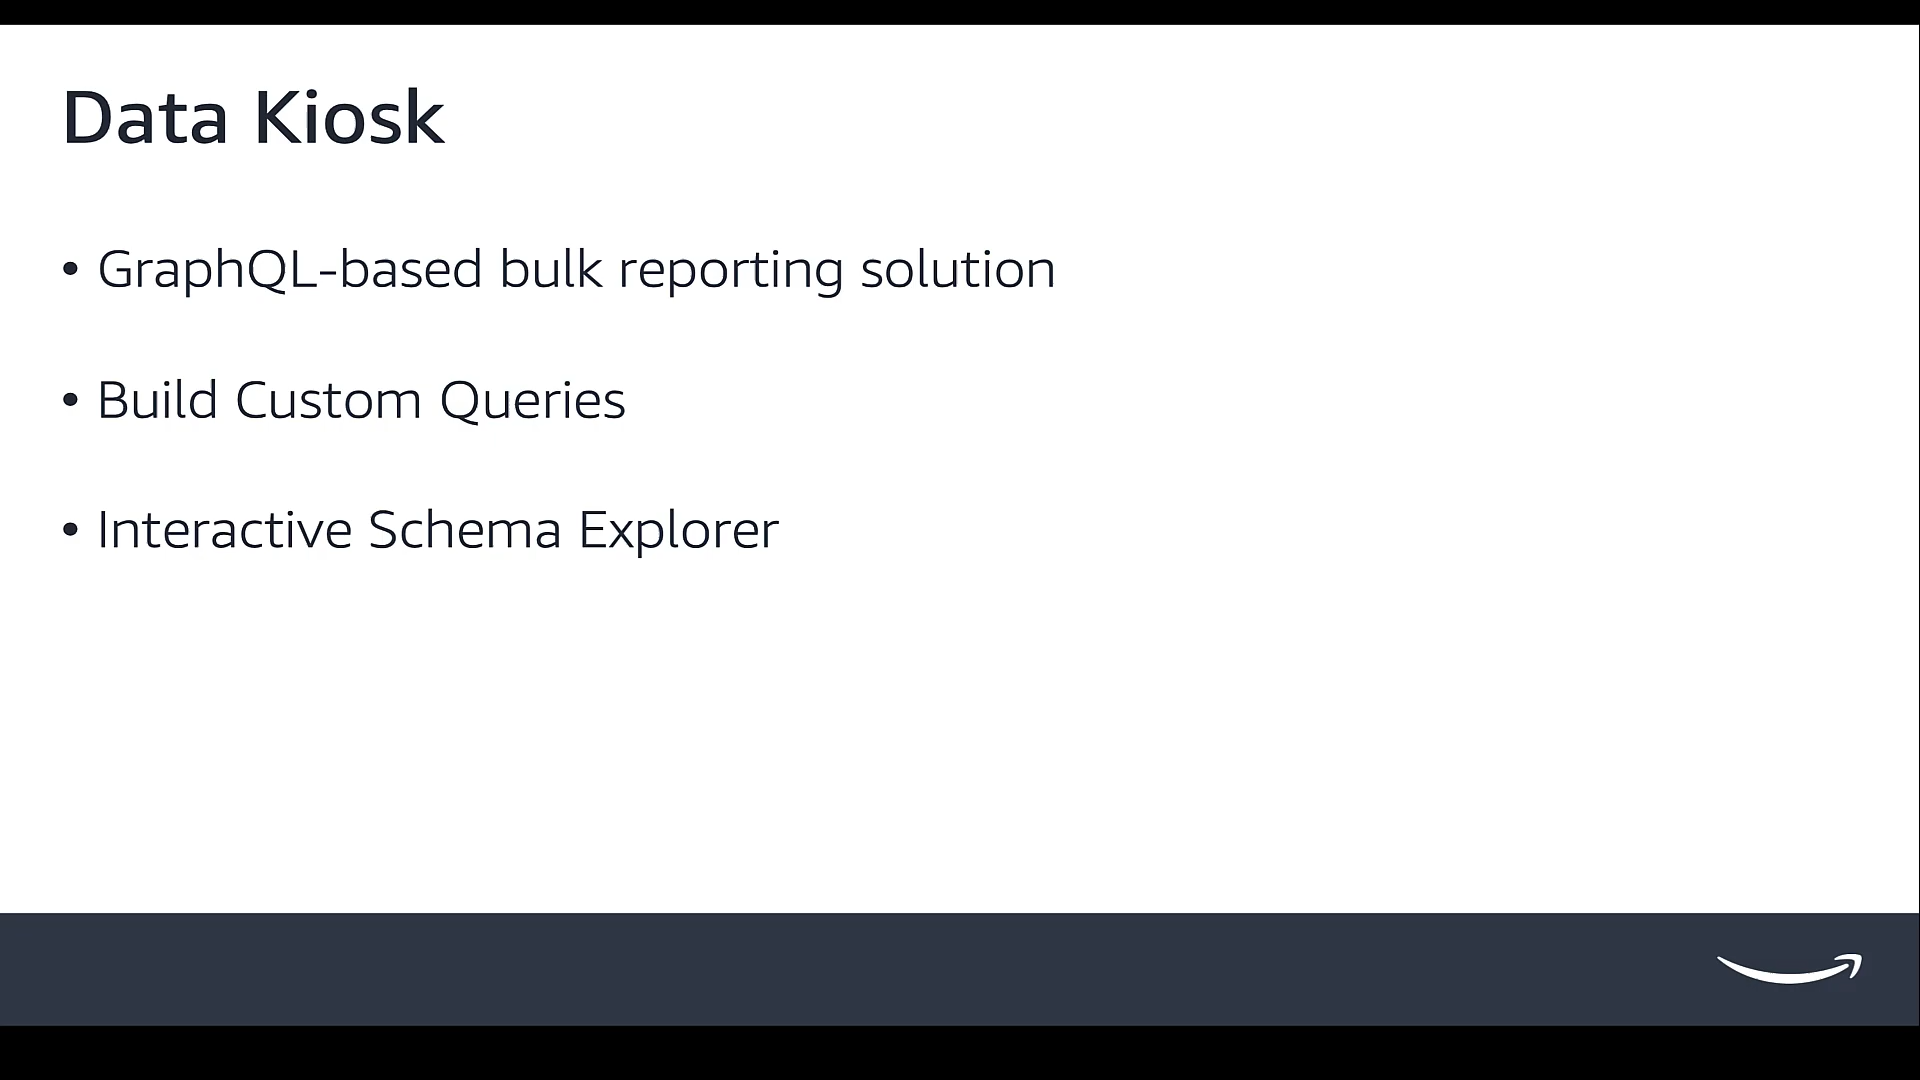 Data Kiosk
• GraphQL-based bulk reporting solution
• Build Custom Queries
• Interactive Schema Explorer